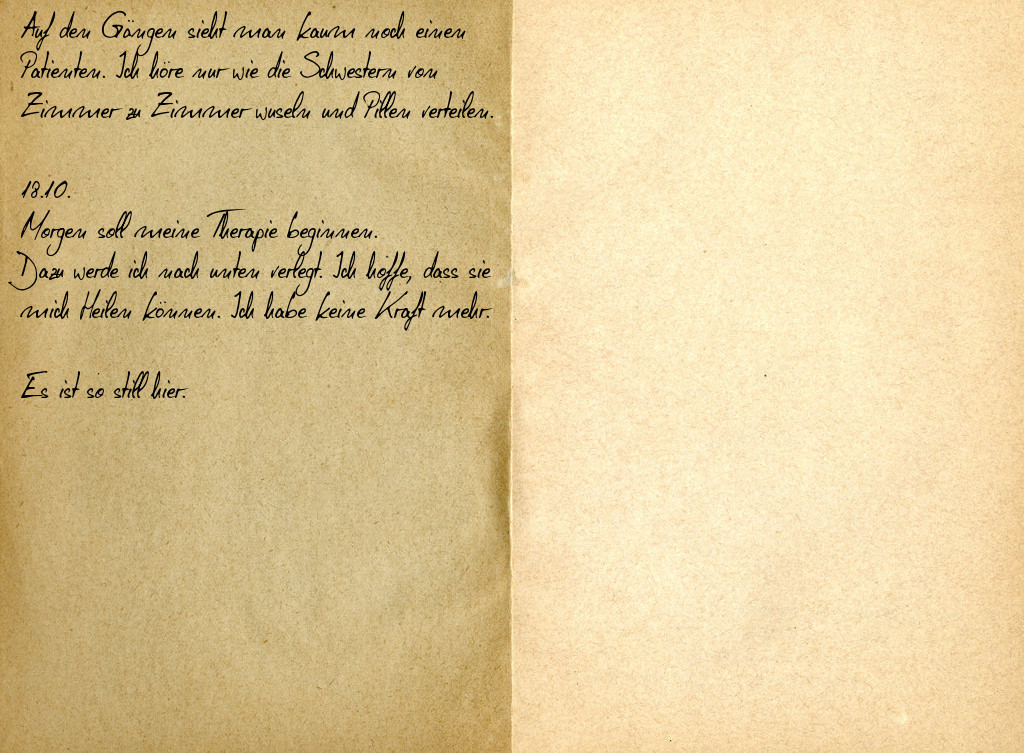 Auf den Gängen sieht man kaum noch einen
Patienten. Ich höre nur wie die Schwestern von
Zimmer zu Zimmer wuseln und Pillen verteilen.
18.10.
Morgen soll meine Therapie beginnen.
Dazu werde ich nach unten verlegt. Ich hoffe, dass sie
mich Heilen können. Ich habe keine Kraft mehr.
Es ist so still hier.